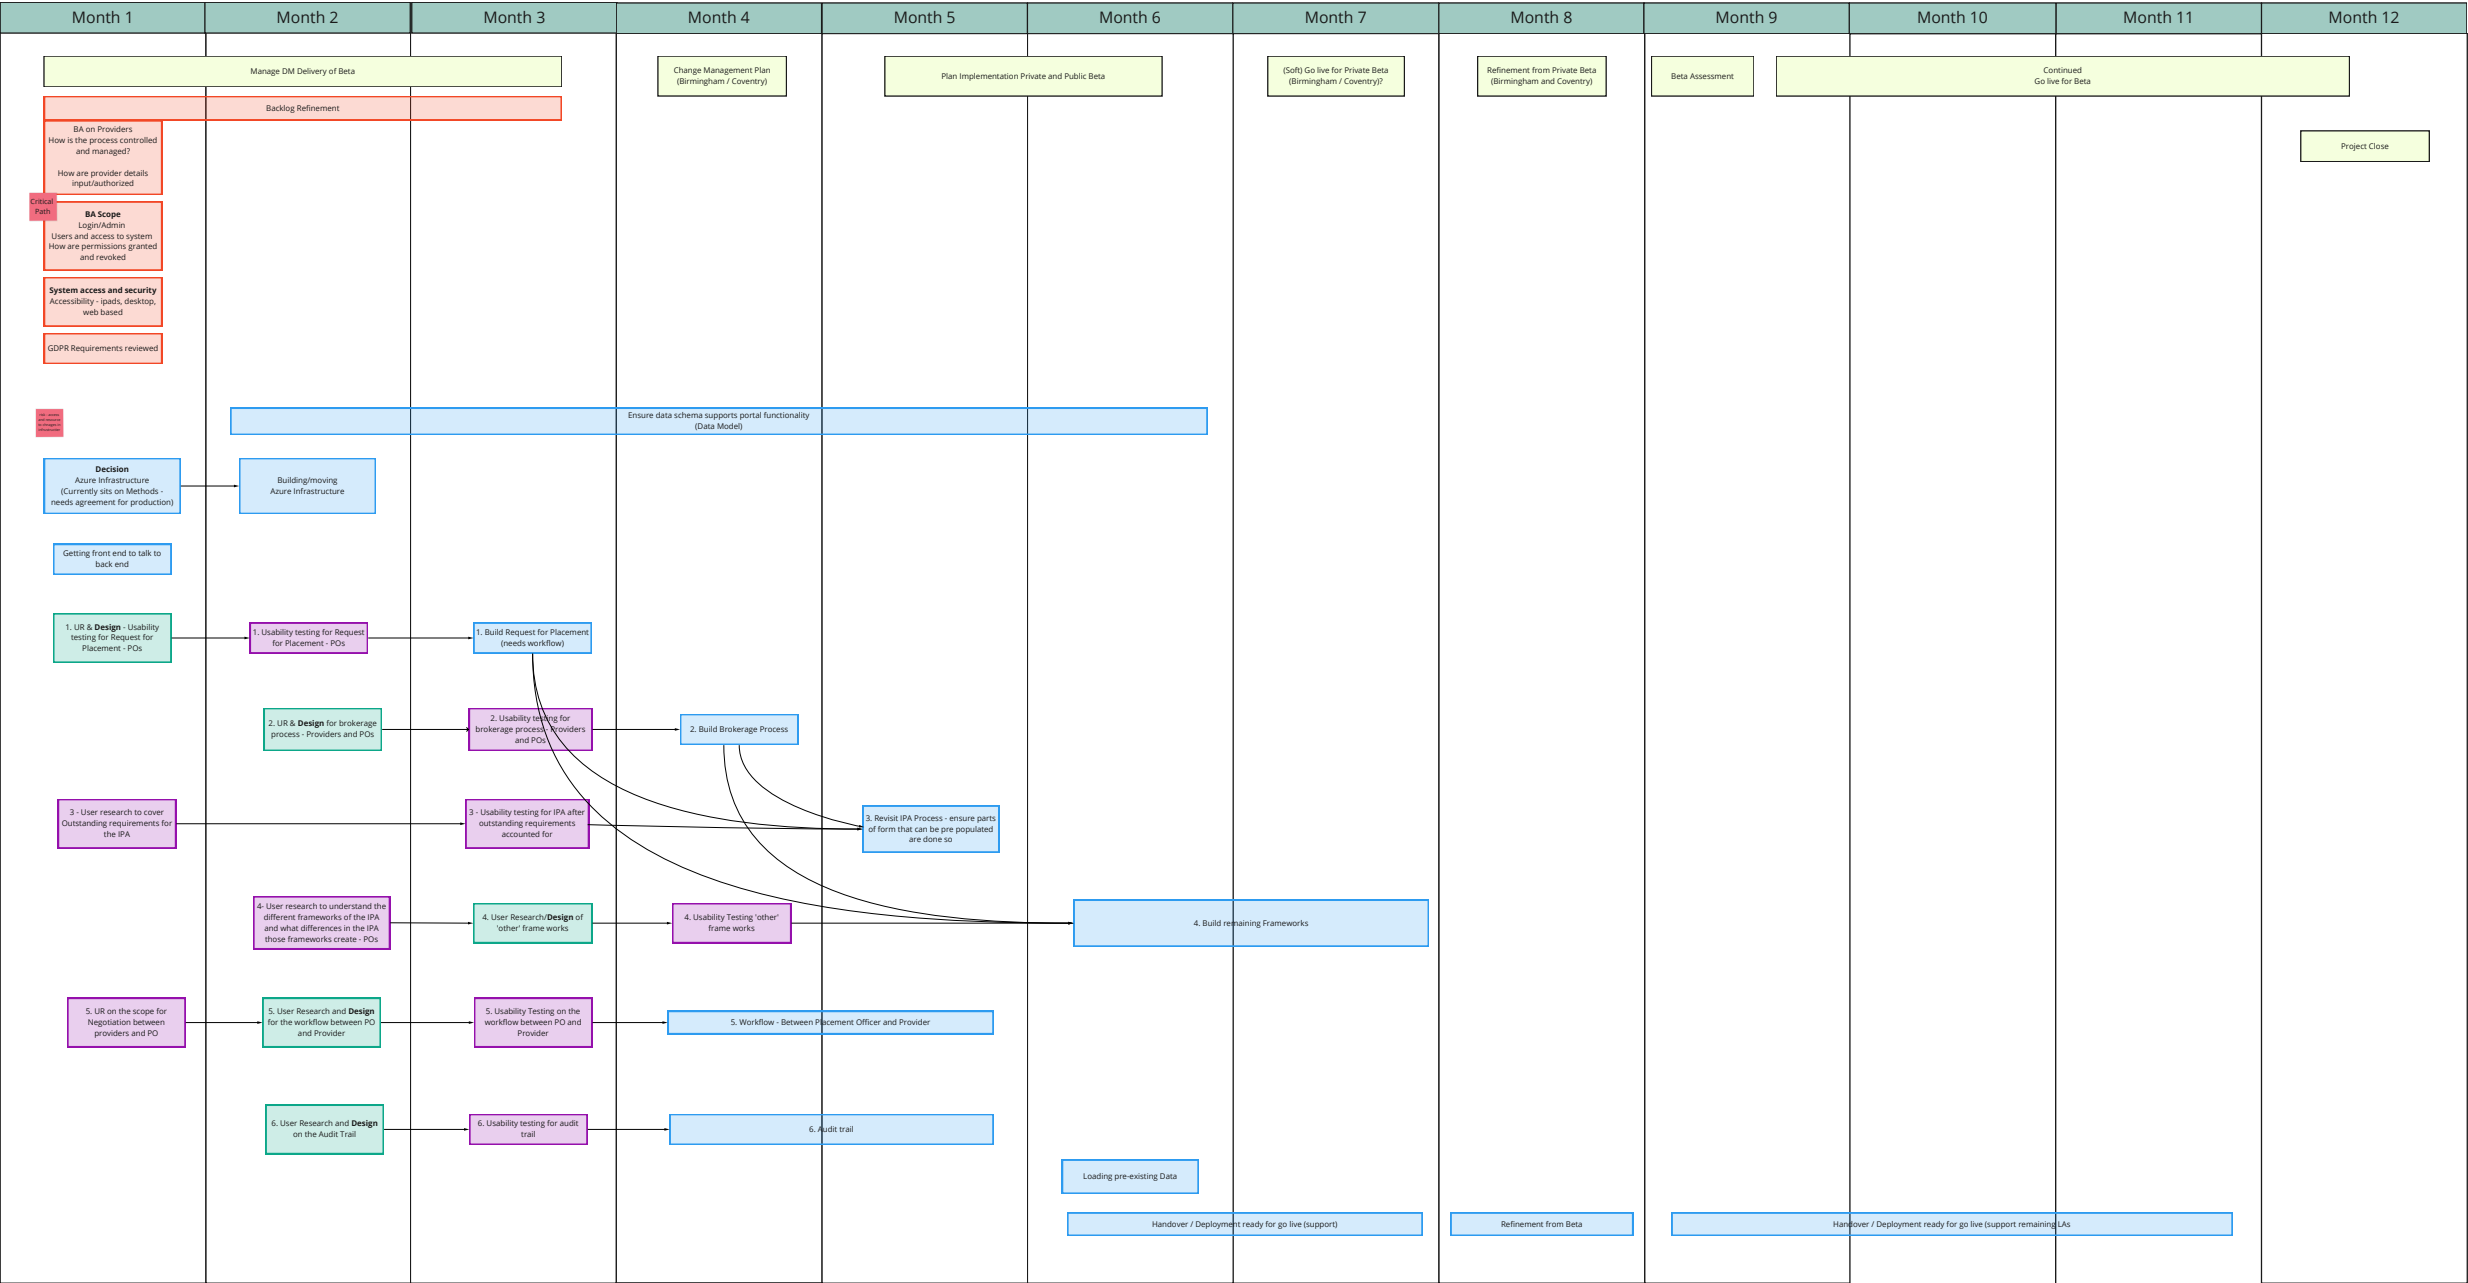 Month 1
Month 2
Month 3
Month 4
Month 5
Month 6
Month 7
Month 8
Month 9
Month 10
Month 11
Month 12
Manage DM Delivery of Beta
Change Management Plan
(Birmingham / Coventry)
Plan Implementation Private and Public Beta
(Soft) Go live for Private Beta
(Birmingham / Coventry)?
Refinement from Private Beta
(Birmingham and Coventry)
Beta Assessment
Continued
Go live for Beta
Backlog Refinement
BA on Providers
How is the process controlled
and managed?
How are provider details
input/authorized
Project Close
Critical
Path
BA Scope
Login/Admin
Users and access to system
How are permissions granted
and revoked
System access and security
Accessibility - ipads, desktop,
web based
GDPR Requirements reviewed
Ensure data schema supports portal functionality
(Data Model)
Decision
Azure Infrastructure
(Currently sits on Methods -
needs agreement for production)
Building/moving
Azure Infrastructure
Getting front end to talk to
back end
1. UR & Design - Usability
testing for Request for
Placement - POs
1. Usability testing for Request
for Placement - POs
1. Build Request for Placement
(needs workflow)
2. UR & Design for brokerage
process - Providers and POs
2. Usability testing for
brokerage process - Providers
and POs
2. Build Brokerage Process
3 - User research to cover
Outstanding requirements for
the IPA
3 - Usability testing for IPA after
outstanding requirements
accounted for
3. Revisit IPA Process - ensure parts
of form that can be pre populated
are done so
4- User research to understand the
different frameworks of the IPA
and what differences in the IPA
those frameworks create - POs
4. User Research/Design of
'other' frame works
4. Usability Testing 'other'
frame works
4. Build remaining Frameworks
5. UR on the scope for
Negotiation between
providers and PO
5. User Research and Design
for the workflow between PO
and Provider
5. Usability Testing on the
workflow between PO and
Provider
5. Workflow - Between Placement Officer and Provider
6. User Research and Design
on the Audit Trail
6. Usability testing for audit
trail
6. Audit trail
Loading pre-existing Data
Handover / Deployment ready for go live (support)
Refinement from Beta
Handover / Deployment ready for go live (support remaining LAs